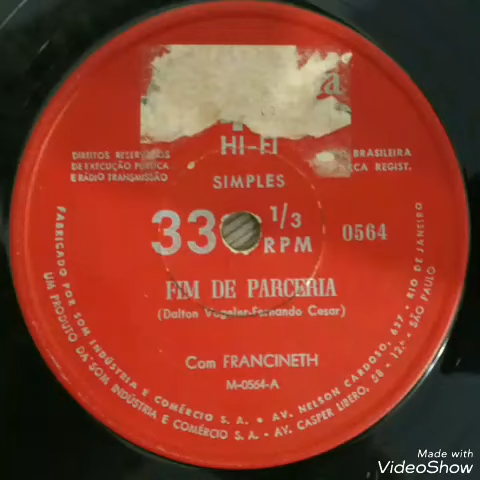 a
HI-FI
DIREITOS RESERVADOS
DE EXECUÇÃO PÚBLICA
E RÁDIO TRANSMISSÃO
BRASILEIRA
REGIST.
SIMPLES
33 1/3
RPM
0564
FIM DE PARCERIA
(Dalton Vogeler-Fernando Cesar)
Com FRANCINETH
M-0564-A
FABRICADO POR SOM INDÚSTRIA E COMÉRCIO S. A. • AV. NELSON CARDOSO, 627 • RIO DE JANEIRO
UM PRODUTO DA SOM INDÚSTRIA E COMÉRCIO S. A. • AV. CASPER LIBERO, 58 - 12.º - SÃO PAULO
Made with
VideoShow